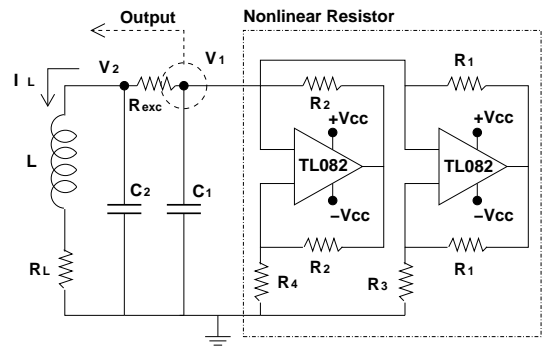 Output
Nonlinear Resistor
I L
V2
V1
Rexc
R2
R1
+Vcc
+Vcc
L
TL082
TL082
C2
C1
−Vcc
−Vcc
RL
R2
R1
R4
R3